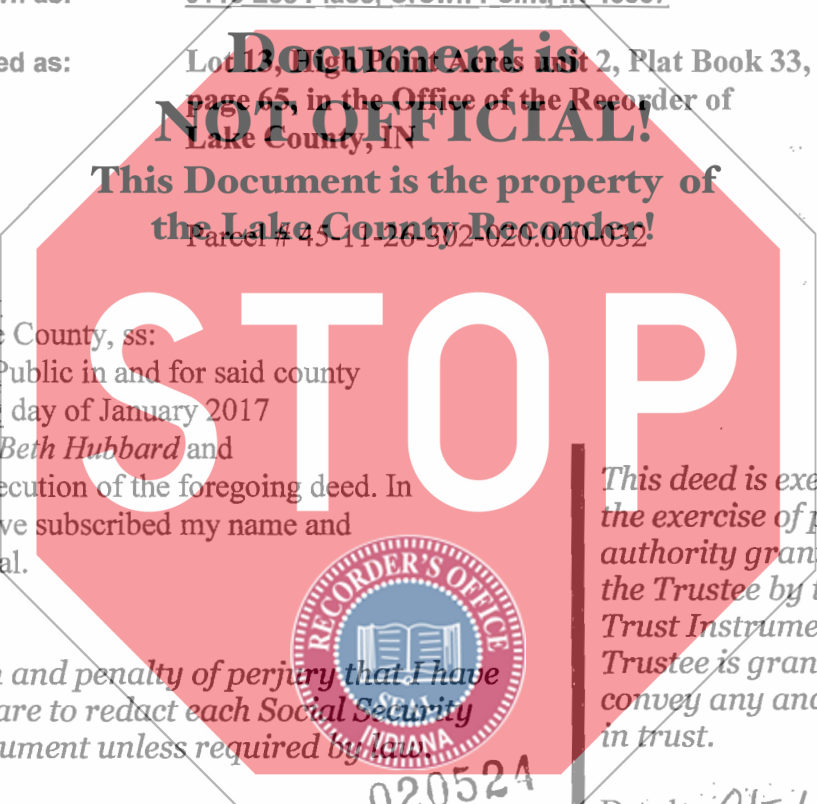 ed as:
Lot 13, High Point Acres unit 2, Plat Book 33,
page 65, in the Office of the Recorder of
Lake County, IN
Document is
NOT OFFICIAL!
This Document is the property of
the Lake County Recorder!
Parcel # 45-11-26-302-020.000-032
STOP
County, ss:
Public in and for said county
day of January 2017
Beth Hubbard and
ecution of the foregoing deed. In
ve subscribed my name and
al.
and penalty of perjury that I have
are to redact each Social Security
ument unless required by law.
This deed is exe
the exercise of p
authority gran
the Trustee by t
Trust Instrume
Trustee is gran
convey any and
in trust.
RECORDER'S OFFICE
SEAL
INDIANA
020524